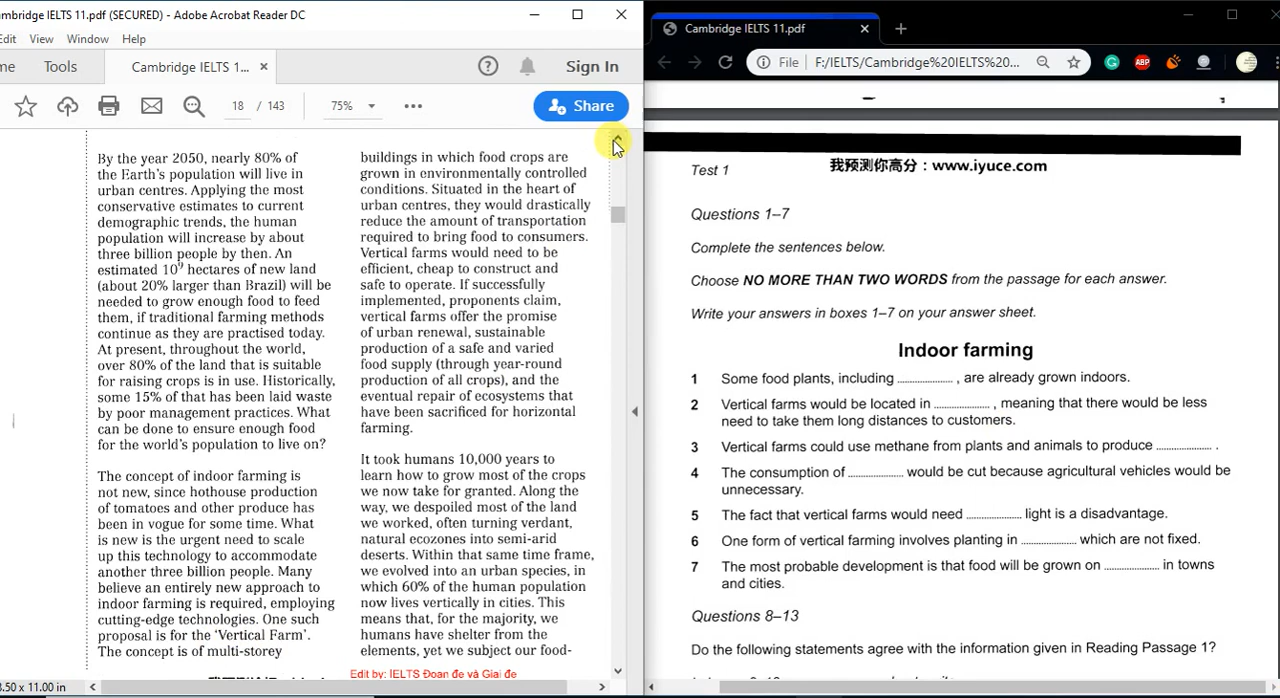 mbridge IELTS 11.pdf (SECURED) - Adobe Acrobat Reader DC
Edit View Window Help
me Tools Cambridge IELTS 1... × Sign In
18 / 143 75% Share
By the year 2050, nearly 80% of
the Earth's population will live in
urban centres. Applying the most
conservative estimates to current
demographic trends, the human
population will increase by about
three billion people by then. An
estimated 10⁹ hectares of new land
(about 20% larger than Brazil) will be
needed to grow enough food to feed
them, if traditional farming methods
continue as they are practised today.
At present, throughout the world,
over 80% of the land that is suitable
for raising crops is in use. Historically,
some 15% of that has been laid waste
by poor management practices. What
can be done to ensure enough food
for the world's population to live on?
The concept of indoor farming is
not new, since hothouse production
of tomatoes and other produce has
been in vogue for some time. What
is new is the urgent need to scale
up this technology to accommodate
another three billion people. Many
believe an entirely new approach to
indoor farming is required, employing
cutting-edge technologies. One such
proposal is for the 'Vertical Farm'.
The concept is of multi-storey
buildings in which food crops are
grown in environmentally controlled
conditions. Situated in the heart of
urban centres, they would drastically
reduce the amount of transportation
required to bring food to consumers.
Vertical farms would need to be
efficient, cheap to construct and
safe to operate. If successfully
implemented, proponents claim,
vertical farms offer the promise
of urban renewal, sustainable
production of a safe and varied
food supply (through year-round
production of all crops), and the
eventual repair of ecosystems that
have been sacrificed for horizontal
farming.
It took humans 10,000 years to
learn how to grow most of the crops
we now take for granted. Along the
way, we despoiled most of the land
we worked, often turning verdant,
natural ecozones into semi-arid
deserts. Within that same time frame,
we evolved into an urban species, in
which 60% of the human population
now lives vertically in cities. This
means that, for the majority, we
humans have shelter from the
elements, yet we subject our food-
Edit by: IELTS Đoan đe và Giai đe
8.50 x 11.00 in
Cambridge IELTS 11.pdf
File F:/IELTS/Cambridge%20IELTS%20...
ABP
Test 1 我预测你高分：www.iyuce.com
Questions 1–7
Complete the sentences below.
Choose NO MORE THAN TWO WORDS from the passage for each answer.
Write your answers in boxes 1–7 on your answer sheet.
Indoor farming
1 Some food plants, including .................... , are already grown indoors.
2 Vertical farms would be located in .................... , meaning that there would be less
need to take them long distances to customers.
3 Vertical farms could use methane from plants and animals to produce .................... .
4 The consumption of .................... would be cut because agricultural vehicles would be
unnecessary.
5 The fact that vertical farms would need .................... light is a disadvantage.
6 One form of vertical farming involves planting in .................... which are not fixed.
7 The most probable development is that food will be grown on .................... in towns
and cities.
Questions 8–13
Do the following statements agree with the information given in Reading Passage 1?